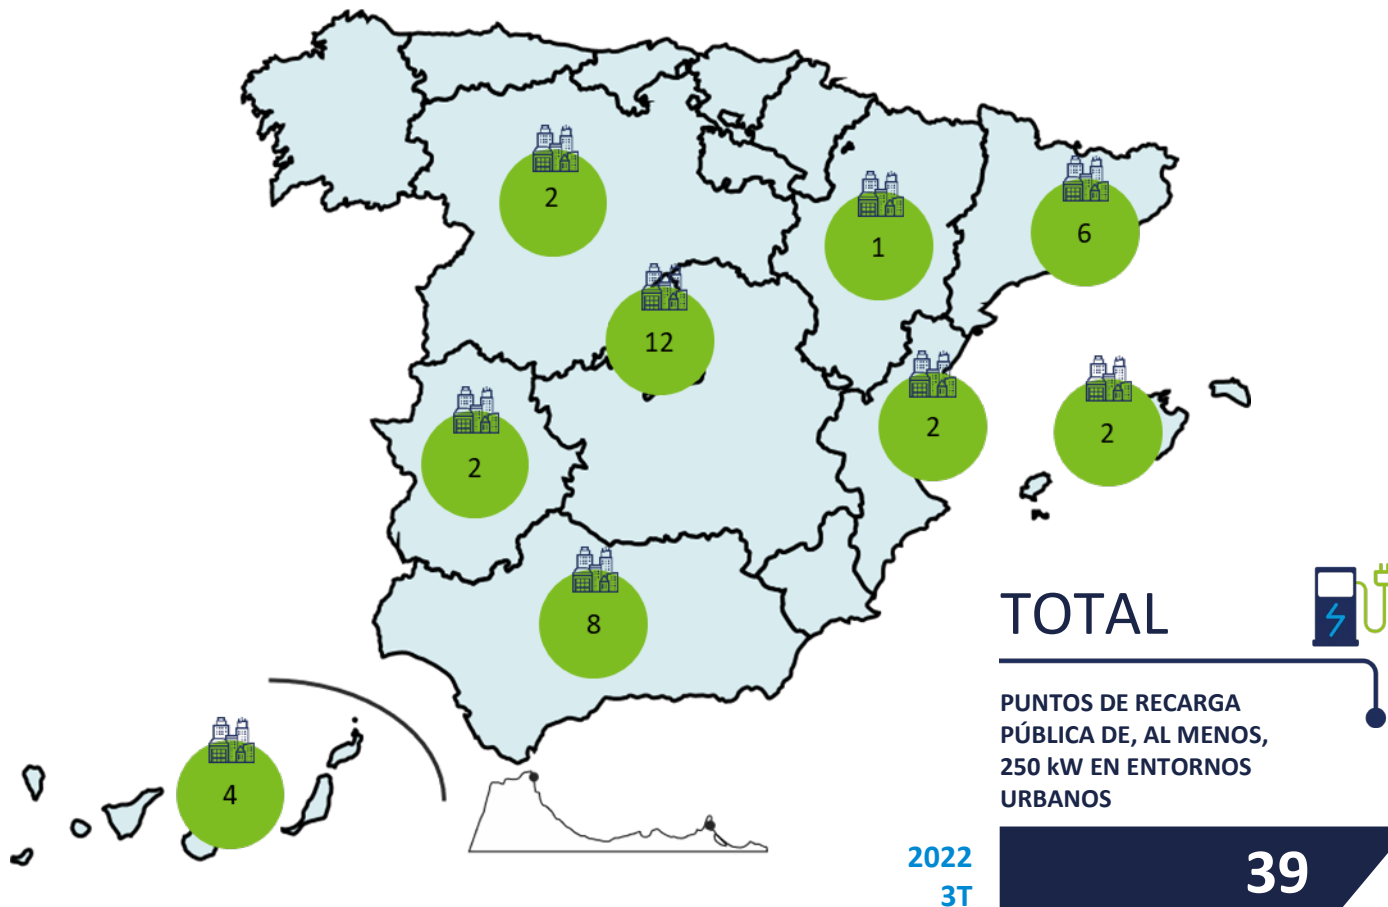 2
1
6
12
2
2
2
8
4
TOTAL
PUNTOS DE RECARGA
PÚBLICA DE, AL MENOS,
250 kW EN ENTORNOS
URBANOS
2022
3T
39